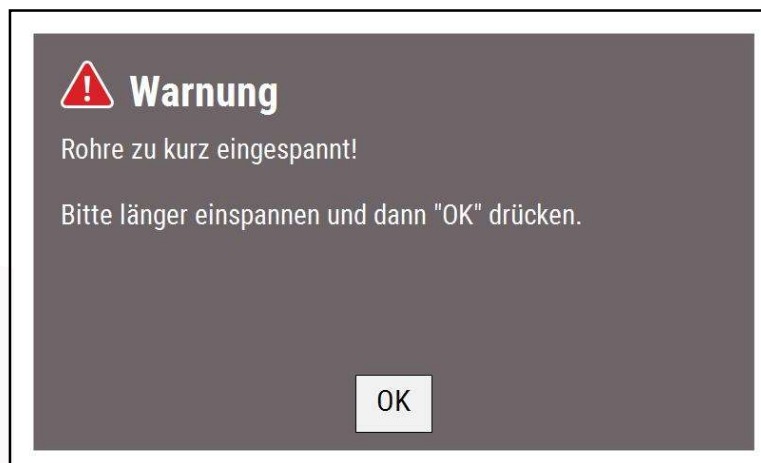 Warnung
Rohre zu kurz eingespannt!
Bitte länger einspannen und dann "OK" drücken.
OK